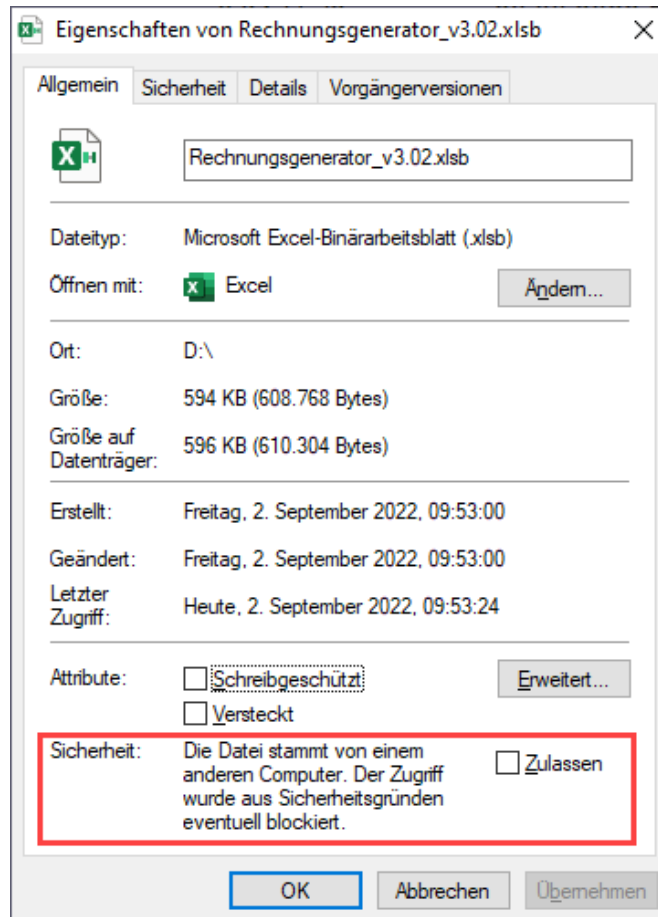 Eigenschaften von Rechnungsgenerator_v3.02.xlsb
Allgemein Sicherheit Details Vorgängerversionen
Rechnungsgenerator_v3.02.xlsb
Dateityp: Microsoft Excel-Binärarbeitsblatt (.xlsb)
Öffnen mit: Excel Ändern...
Ort: D:\
Größe: 594 KB (608.768 Bytes)
Größe auf
Datenträger: 596 KB (610.304 Bytes)
Erstellt: Freitag, 2. September 2022, 09:53:00
Geändert: Freitag, 2. September 2022, 09:53:00
Letzter
Zugriff: Heute, 2. September 2022, 09:53:24
Attribute: Schreibgeschützt Erweitert...
Versteckt
Sicherheit: Die Datei stammt von einem
anderen Computer. Der Zugriff
wurde aus Sicherheitsgründen
eventuell blockiert.
Zulassen
OK Abbrechen Übernehmen